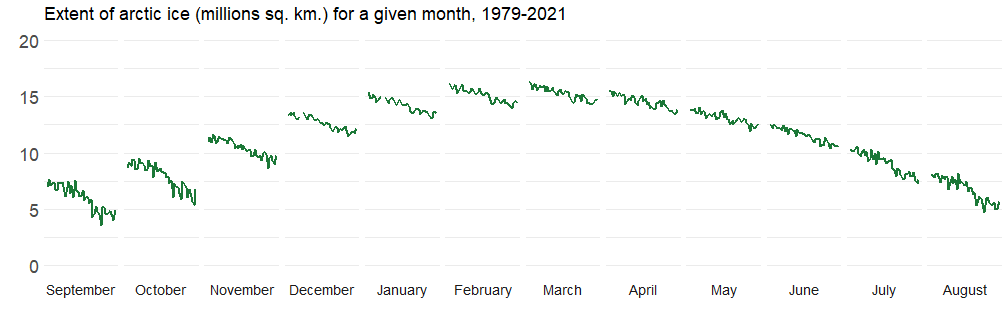 Extent of arctic ice (millions sq. km.) for a given month, 1979-2021
20
15
10
5
0
September October November December January February March April May June July August